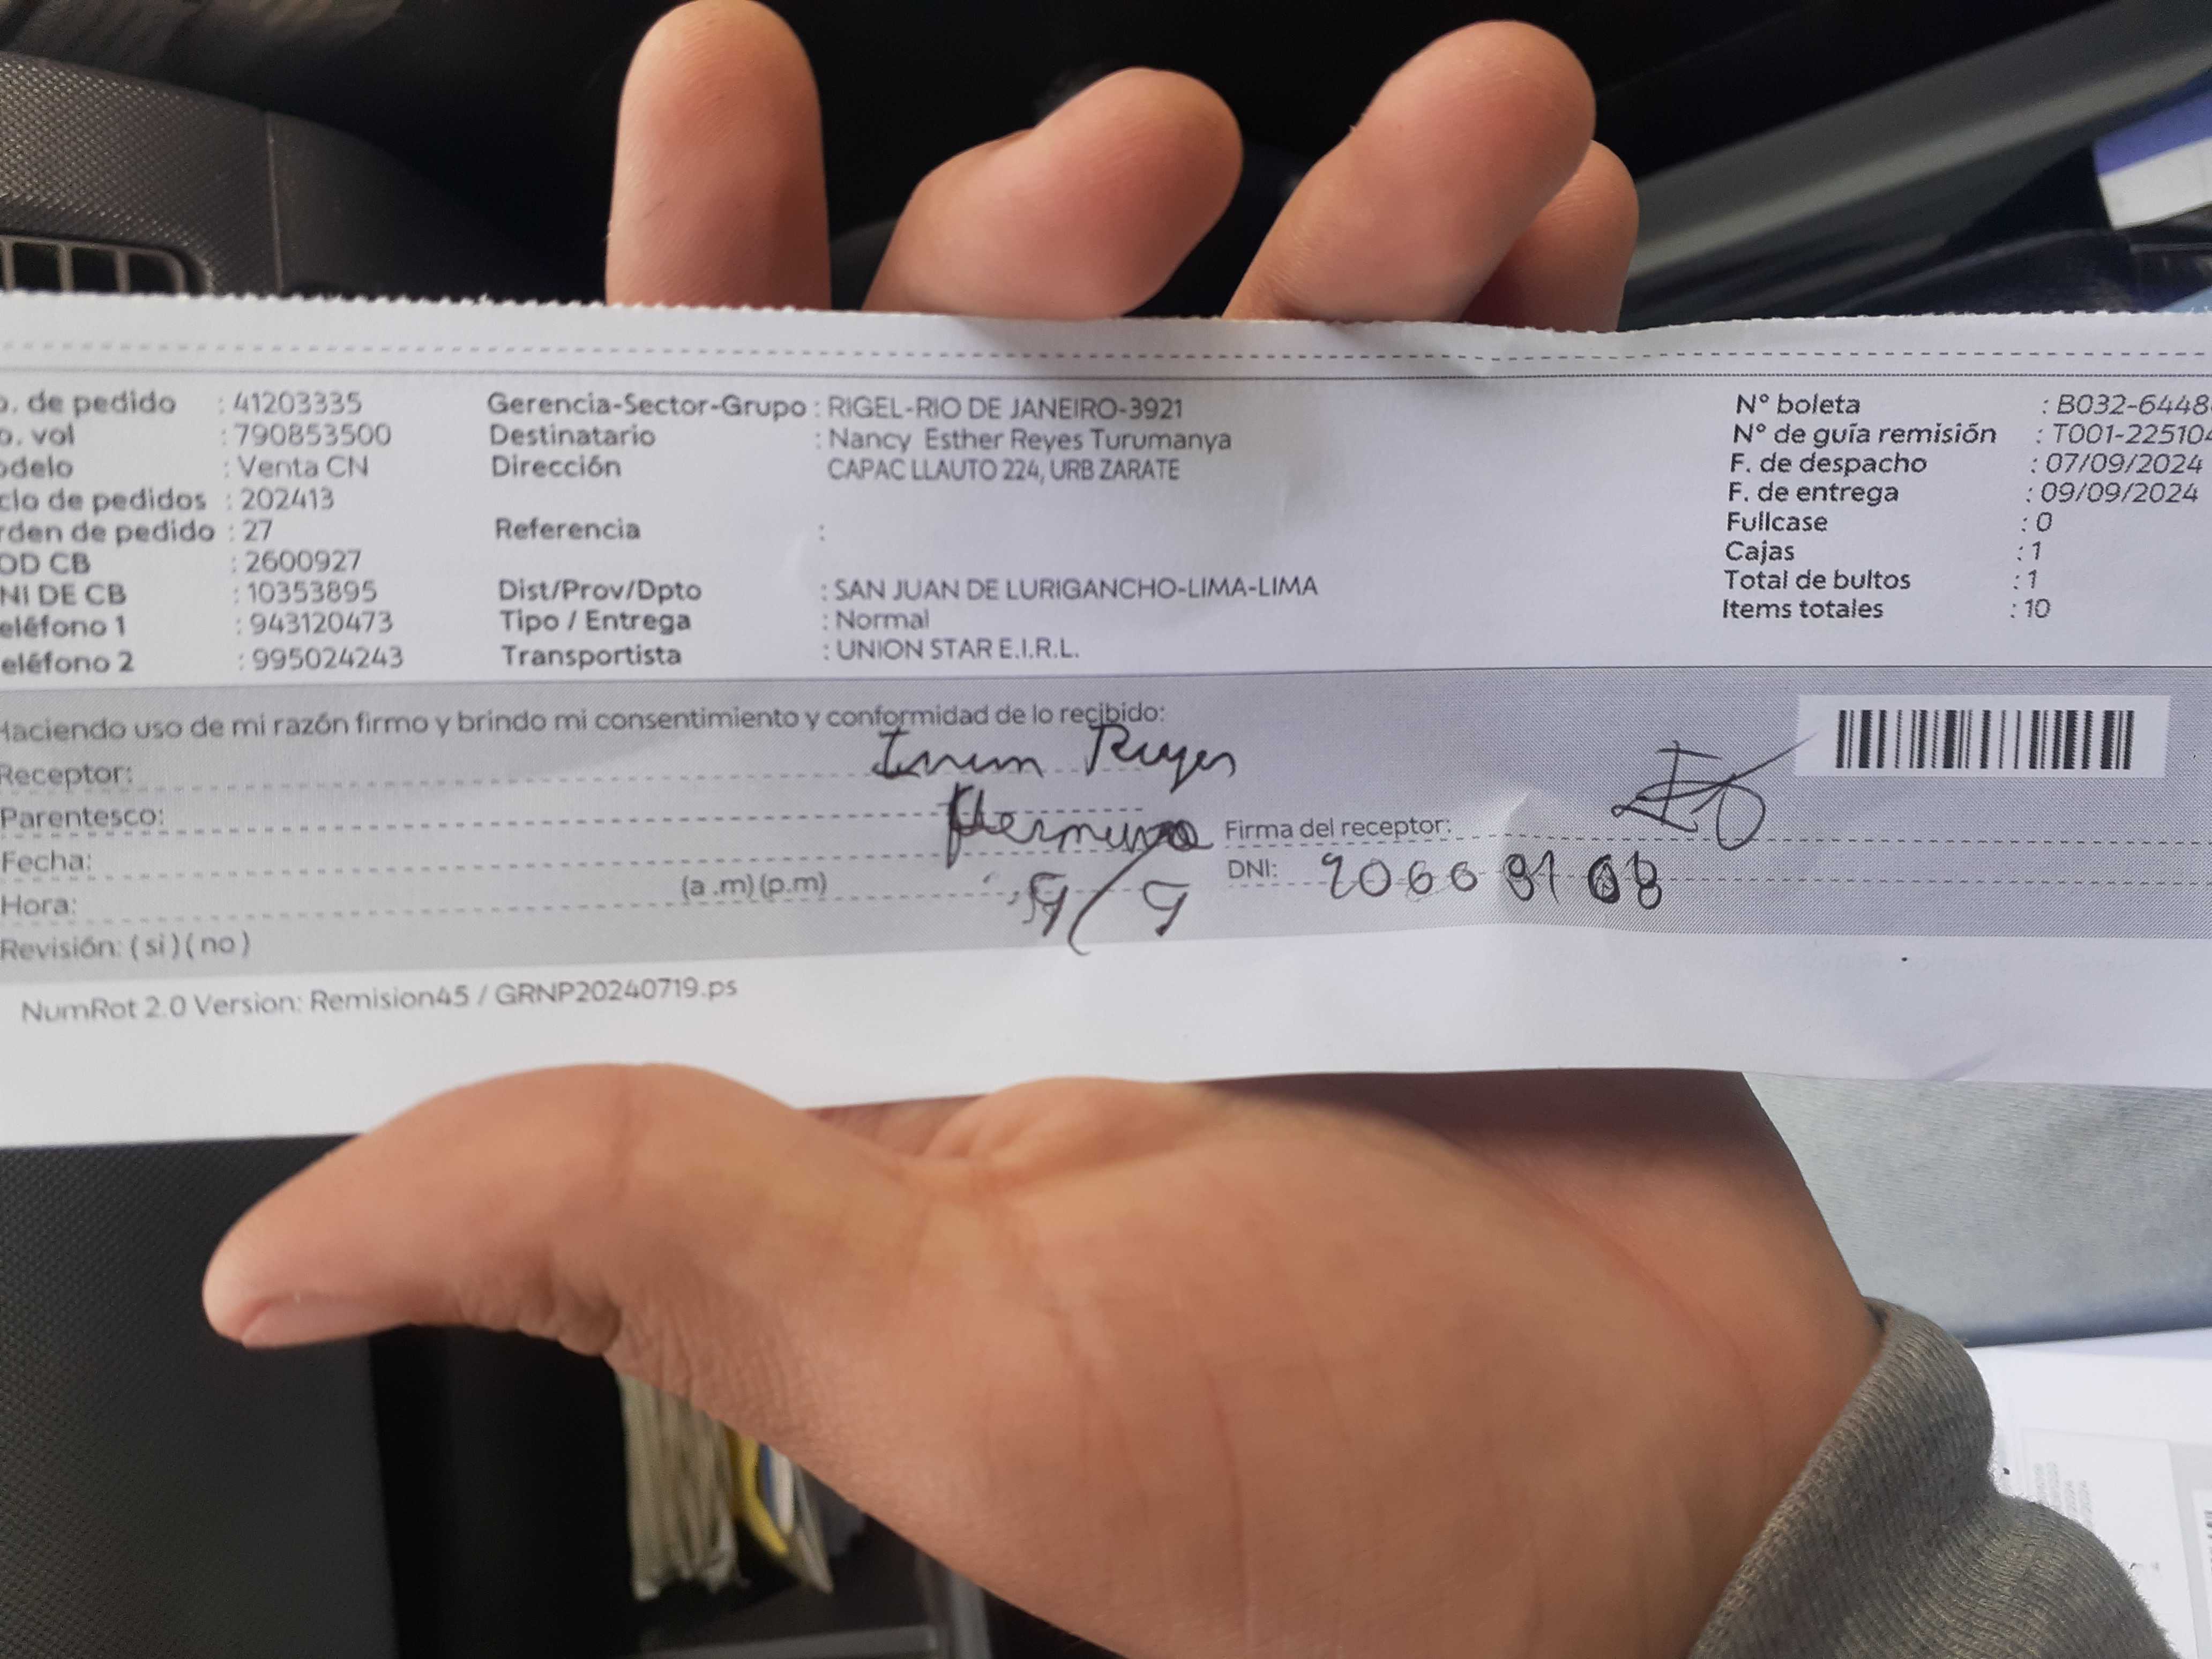 o. de pedido : 41203335 Gerencia-Sector-Grupo : RIGEL-RIO DE JANEIRO-3921 N° boleta : B032-6448
o. vol : 790853500 Destinatario : Nancy Esther Reyes Turumanya N° de guía remisión : T001-225104
odelo : Venta CN Dirección CAPAC LLAUTO 224, URB ZARATE F. de despacho : 07/09/2024
clo de pedidos : 202413 F. de entrega : 09/09/2024
rden de pedido : 27 Referencia : Fullcase : 0
OD CB : 2600927 Cajas : 1
NI DE CB : 10353895 Dist/Prov/Dpto : SAN JUAN DE LURIGANCHO-LIMA-LIMA Total de bultos : 1
eléfono 1 : 943120473 Tipo / Entrega : Normal Items totales : 10
eléfono 2 : 995024243 Transportista : UNION STAR E.I.R.L.
Haciendo uso de mi razón firmo y brindo mi consentimiento y conformidad de lo recibido:
Receptor: Reyes
Parentesco: Hermano Firma del receptor:
Fecha: DNI:
Hora: (a .m) (p.m) 9/9
Revisión: ( si ) ( no )
NumRot 2.0 Version: Remision45 / GRNP20240719.ps